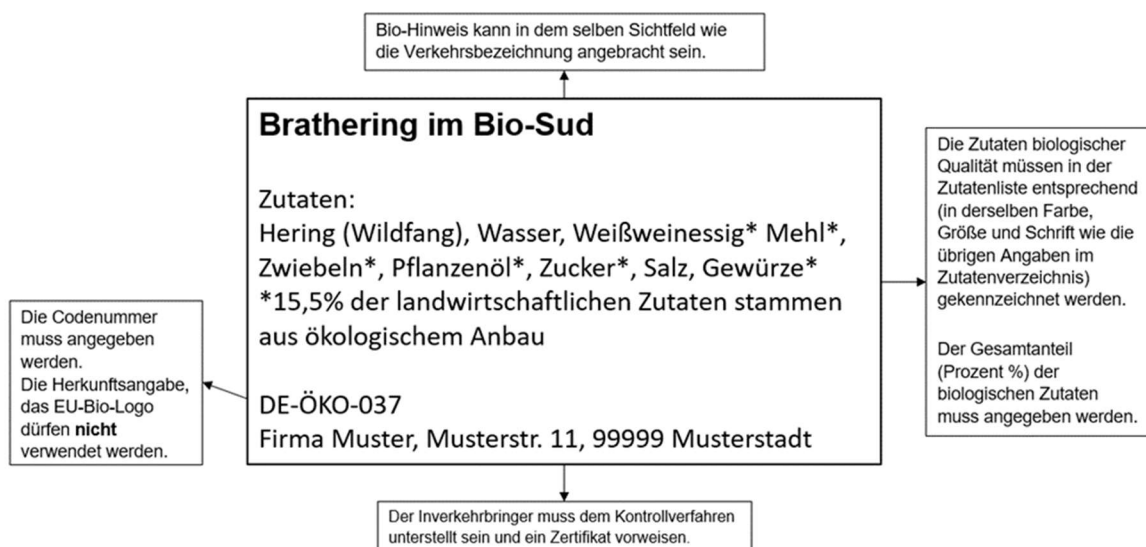 Bio-Hinweis kann in dem selben Sichtfeld wie
die Verkehrsbezeichnung angebracht sein.
Brathering im Bio-Sud
Zutaten:
Hering (Wildfang), Wasser, Weißweinessig* Mehl*,
Zwiebeln*, Pflanzenöl*, Zucker*, Salz, Gewürze*
*15,5% der landwirtschaftlichen Zutaten stammen
aus ökologischem Anbau
DE-ÖKO-037
Firma Muster, Musterstr. 11, 99999 Musterstadt
Die Zutaten biologischer
Qualität müssen in der
Zutatenliste entsprechend
(in derselben Farbe,
Größe und Schrift wie die
übrigen Angaben im
Zutatenverzeichnis)
gekennzeichnet werden.
Der Gesamtanteil
(Prozent %) der
biologischen Zutaten
muss angegeben werden.
Die Codenummer
muss angegeben
werden.
Die Herkunftsangabe,
das EU-Bio-Logo
dürfen nicht
verwendet werden.
Der Inverkehrbringer muss dem Kontrollverfahren
unterstellt sein und ein Zertifikat vorweisen.